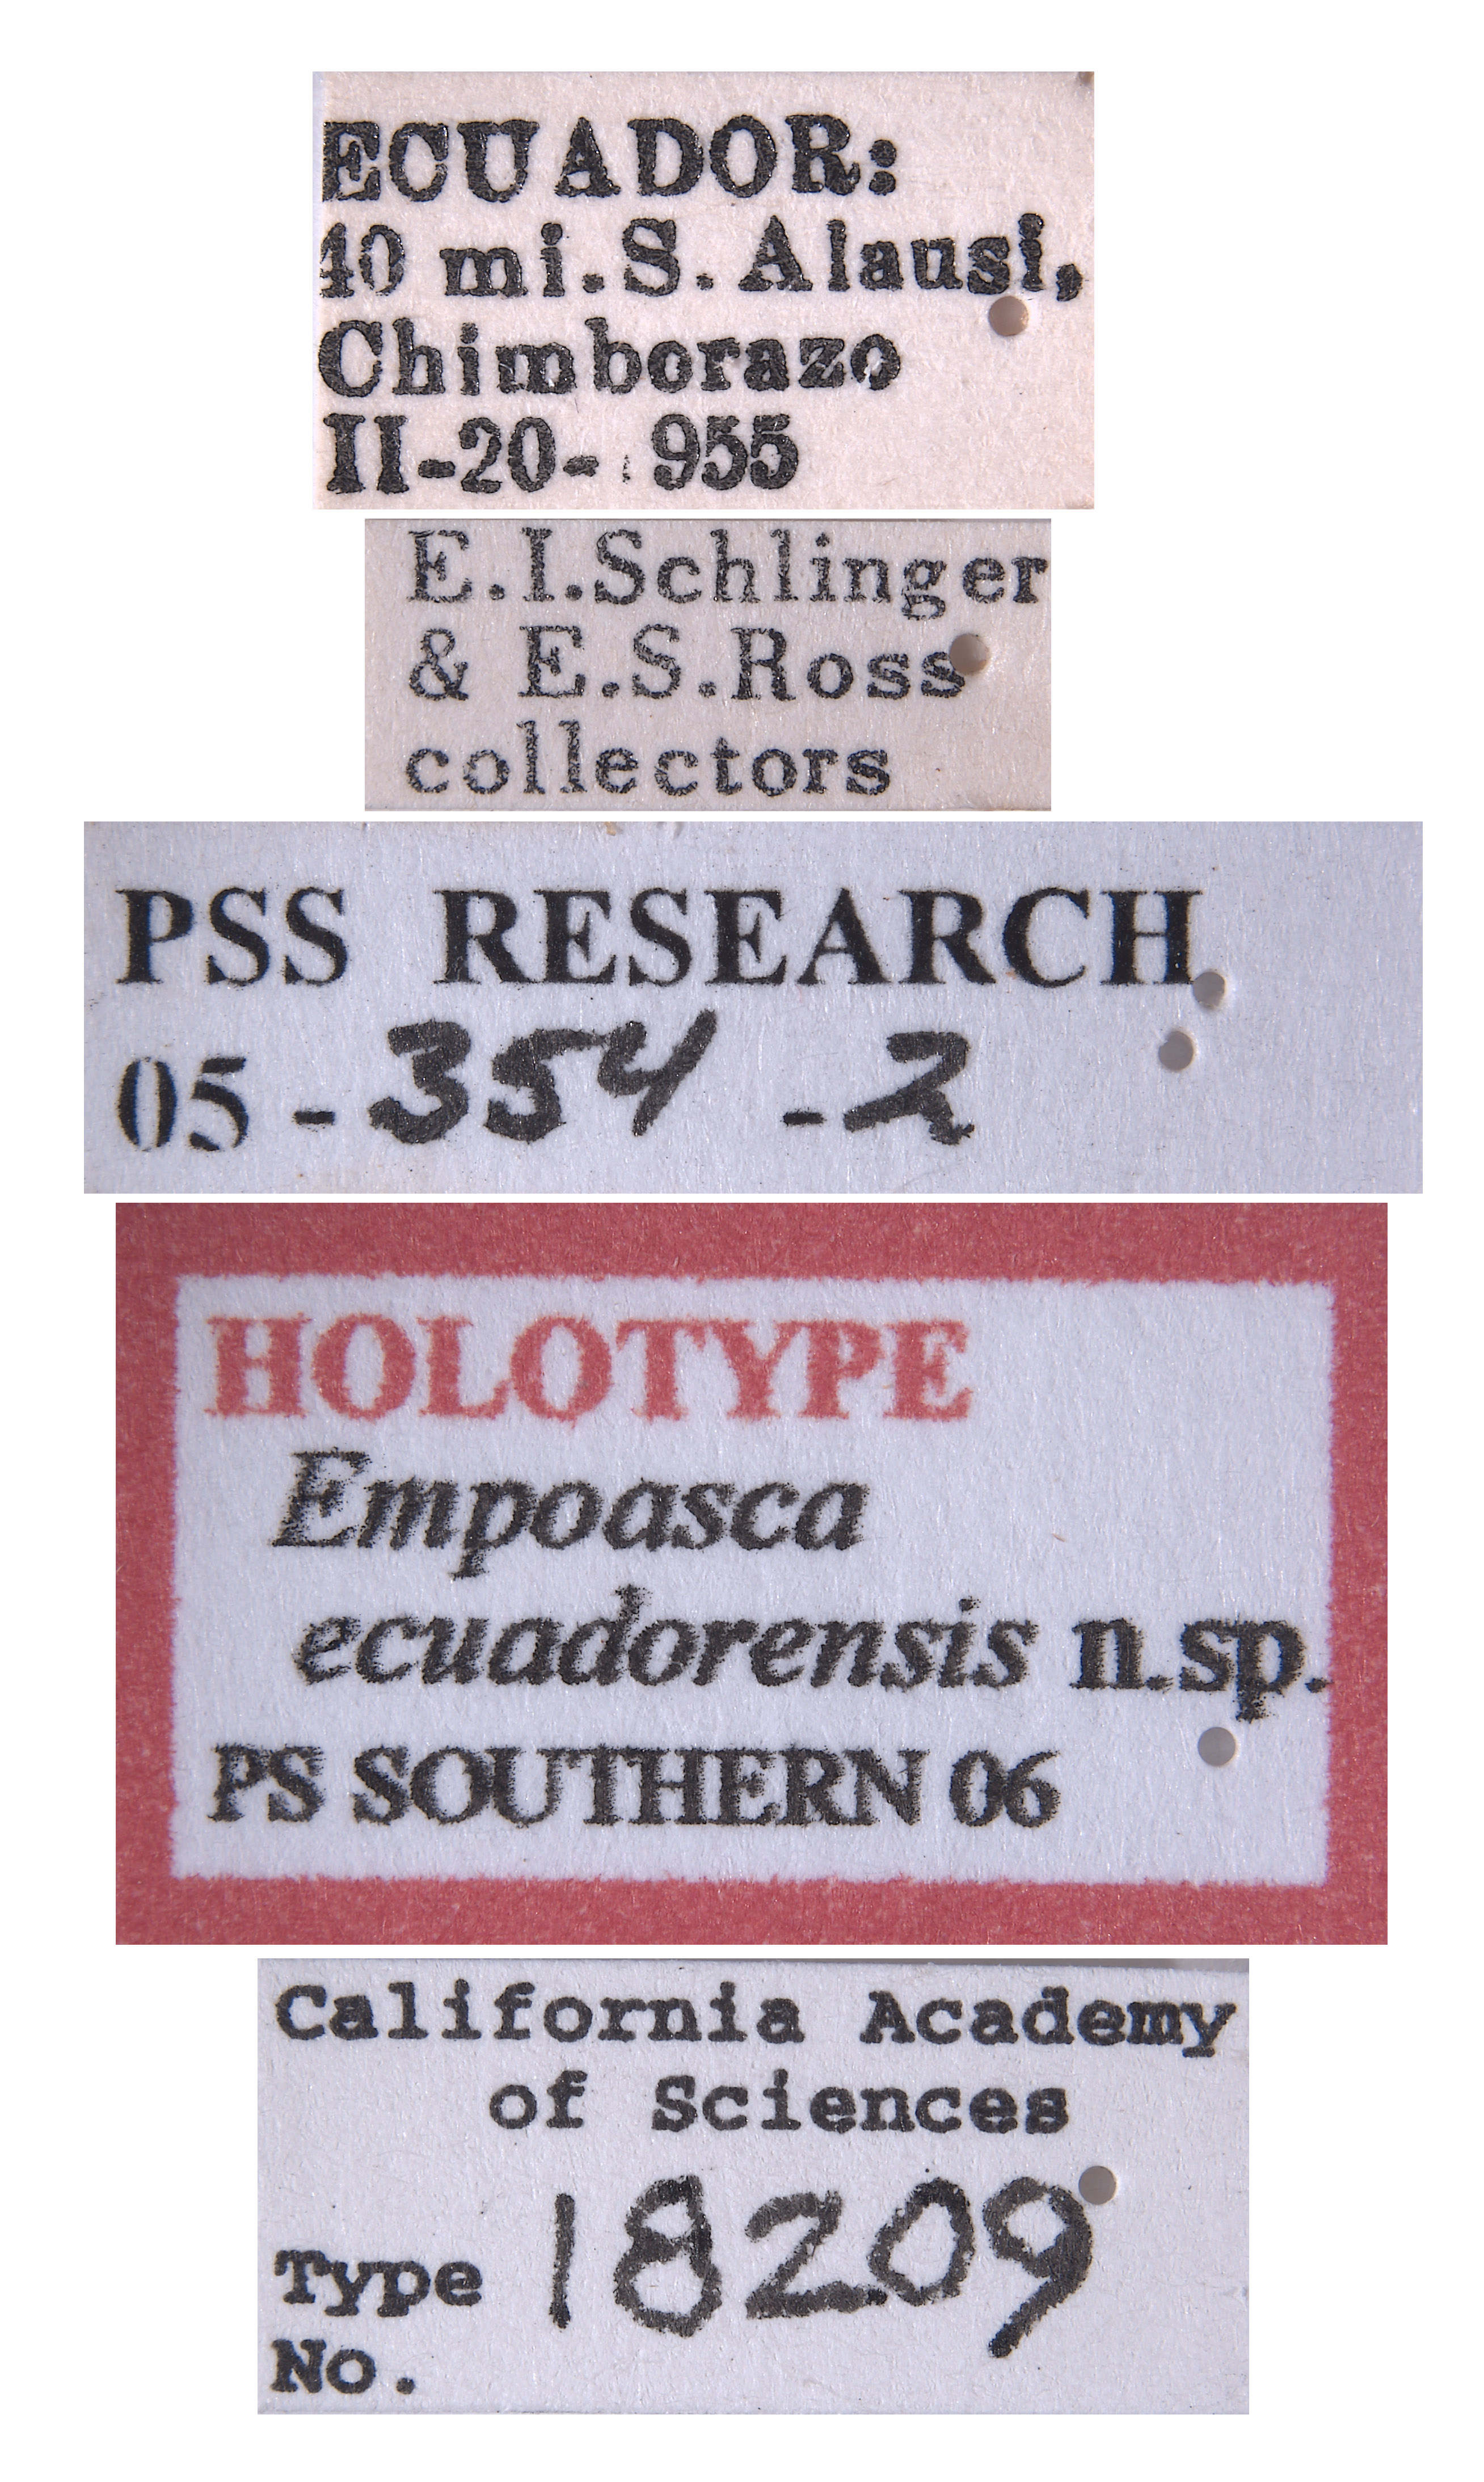 ECUADOR:
40 mi. S. Alausi,
Chimborazo
II-20- 955
E.I.Schlinger
& E.S.Ross
collectors
PSS RESEARCH
05 - 354 - 2
HOLOTYPE
Empoasca
ecuadorensis n.sp.
PS SOUTHERN 06
California Academy
of Sciences
Type 18209
No.